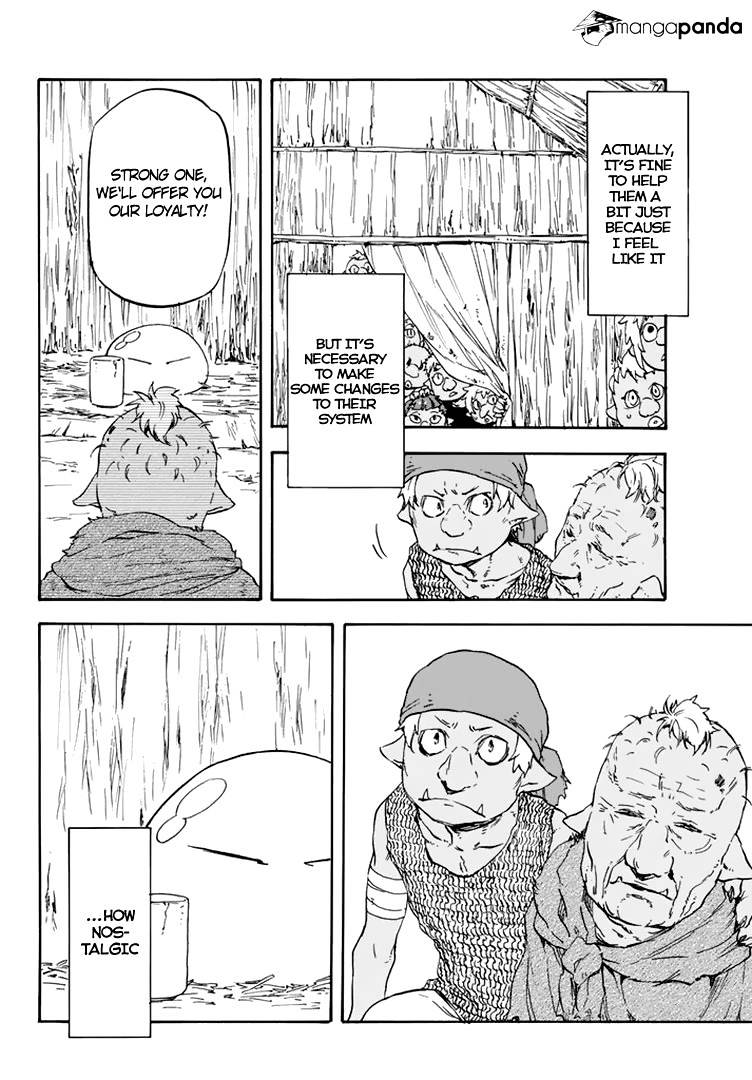 mangapanda
ACTUALLY,
IT'S FINE
TO HELP
THEM A
BIT JUST
BECAUSE
I FEEL
LIKE IT
BUT IT'S
NECESSARY
TO MAKE
SOME CHANGES
TO THEIR
SYSTEM
STRONG ONE,
WE'LL OFFER YOU
OUR LOYALTY!
...HOW
NOS-
TALGIC